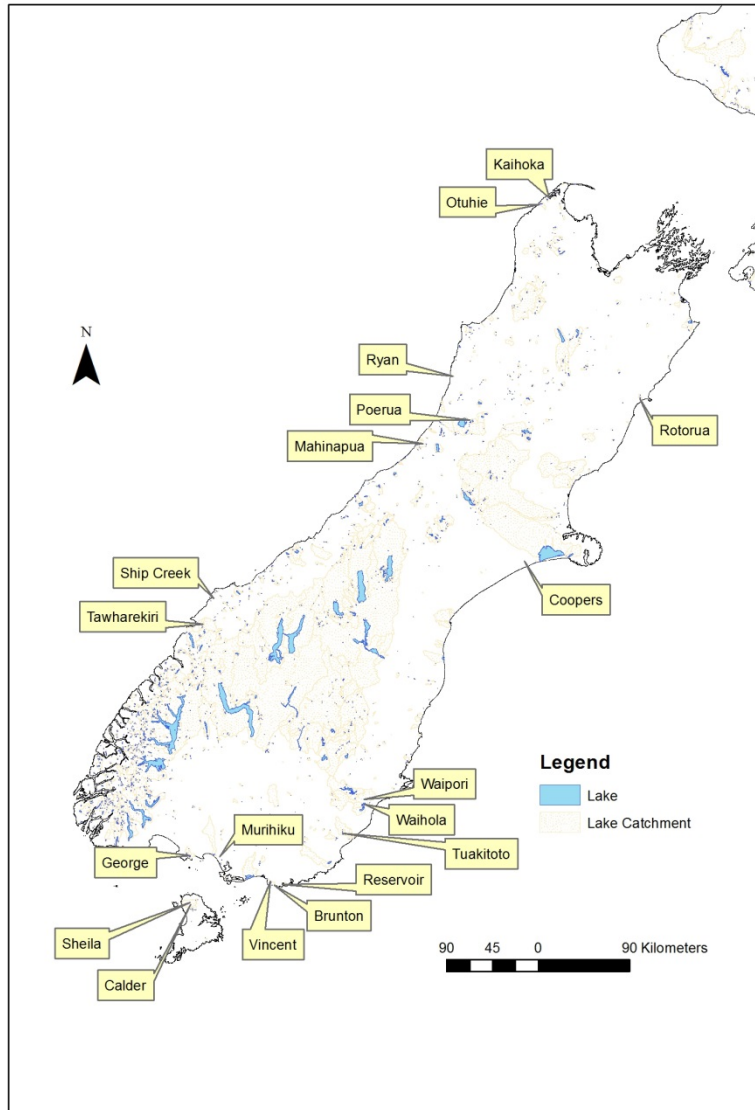 Kaihoka
Otuhie
N
Ryan
Poerua
Mahinapua
Rotorua
Ship Creek
Coopers
Tawharekiri
Legend
Lake
Lake Catchment
Waipori
Waihola
Murihiku
Tuakitoto
George
Reservoir
Brunton
Sheila
Vincent
Calder
90 45 0 90 Kilometers